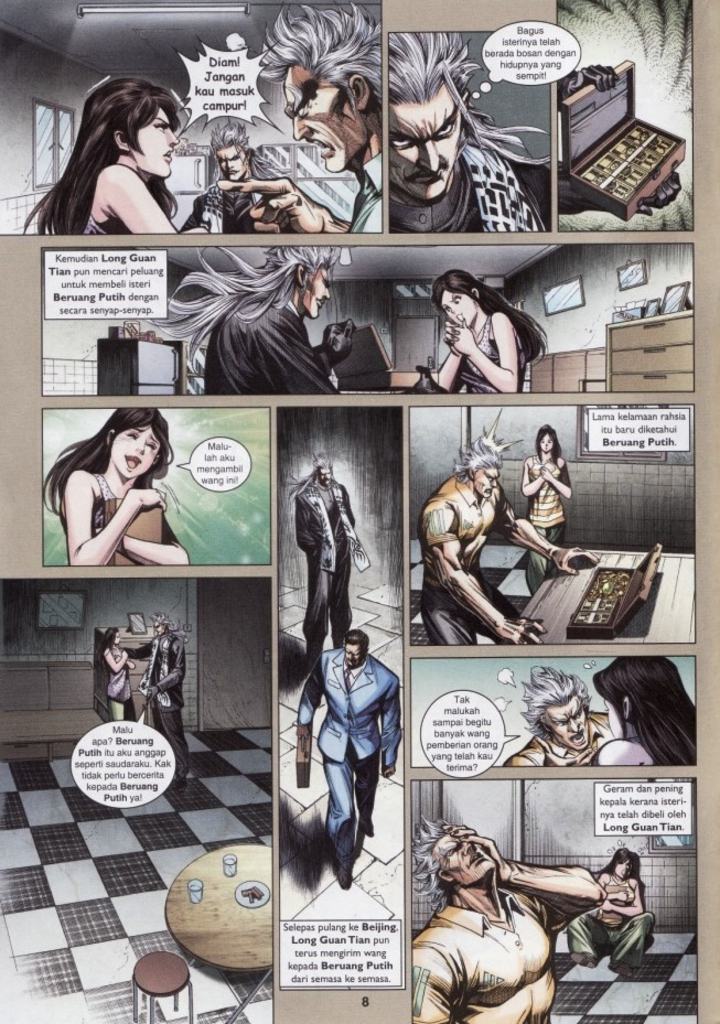 Diam!
Jangan
kau masuk
campur!
Bagus
isterinya telah
berada bosan dengan
hidupnya yang
sempit!
Kemudian Long Guan
Tian pun mencari peluang
untuk membeli isteri
Beruang Putih dengan
secara senyap-senyap.
Malu-
lah aku
mengambil
wang ini!
Lama kelamaan rahsia
itu baru diketahui
Beruang Putih.
Malu
apa? Beruang
Putih itu aku anggap
seperti saudaraku. Kak
tidak perlu bercerita
kepada Beruang
Putih ya!
Selepas pulang ke Beijing,
Long Guan Tian pun
terus mengirim wang
kepada Beruang Putih
dari semasa ke semasa.
Tak
malukah
sampai begitu
banyak wang
pemberian orang
yang telah kau
terima?
Geram dan pening
kepala kerana isteri-
nya telah dibeli oleh
Long Guan Tian.
8